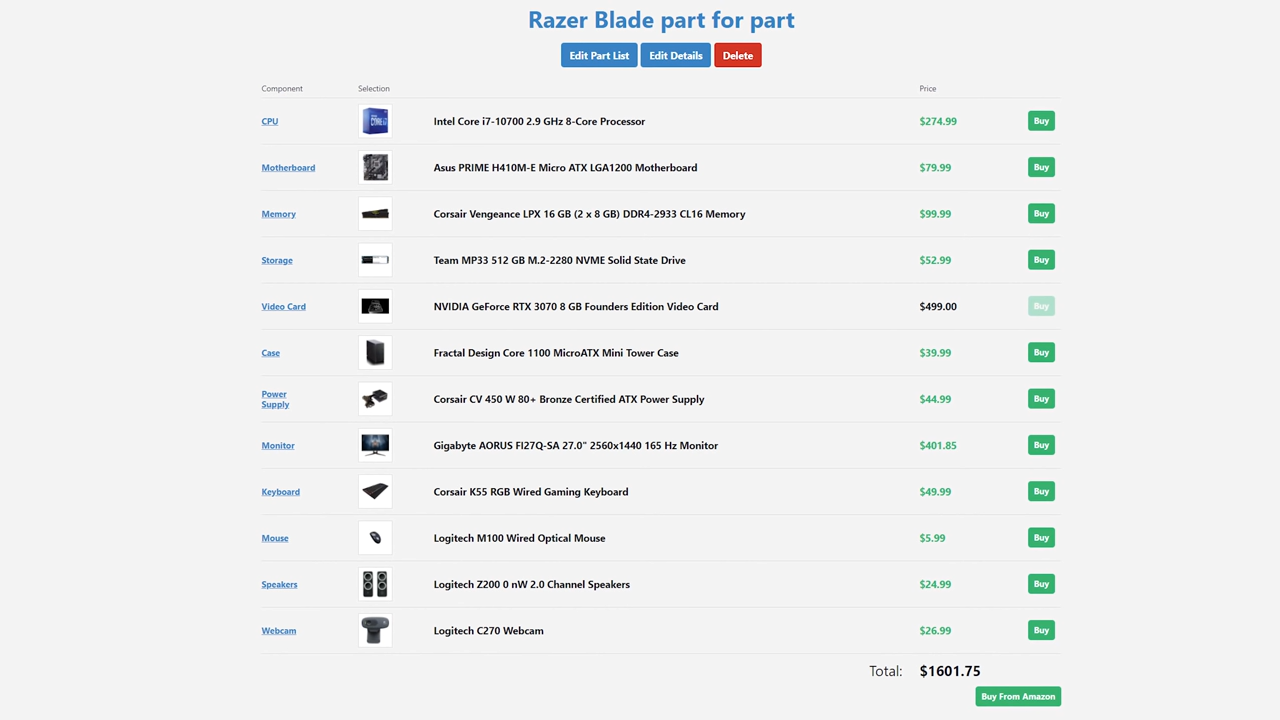 Razer Blade part for part
Edit Part List Edit Details Delete
Component Selection Price
CPU Intel Core i7-10700 2.9 GHz 8-Core Processor $274.99 Buy
Motherboard Asus PRIME H410M-E Micro ATX LGA1200 Motherboard $79.99 Buy
Memory Corsair Vengeance LPX 16 GB (2 x 8 GB) DDR4-2933 CL16 Memory $99.99 Buy
Storage Team MP33 512 GB M.2-2280 NVME Solid State Drive $52.99 Buy
Video Card NVIDIA GeForce RTX 3070 8 GB Founders Edition Video Card $499.00 Buy
Case Fractal Design Core 1100 MicroATX Mini Tower Case $39.99 Buy
Power
Supply Corsair CV 450 W 80+ Bronze Certified ATX Power Supply $44.99 Buy
Monitor Gigabyte AORUS FI27Q-SA 27.0" 2560x1440 165 Hz Monitor $401.85 Buy
Keyboard Corsair K55 RGB Wired Gaming Keyboard $49.99 Buy
Mouse Logitech M100 Wired Optical Mouse $5.99 Buy
Speakers Logitech Z200 0 nW 2.0 Channel Speakers $24.99 Buy
Webcam Logitech C270 Webcam $26.99 Buy
Total: $1601.75
Buy From Amazon